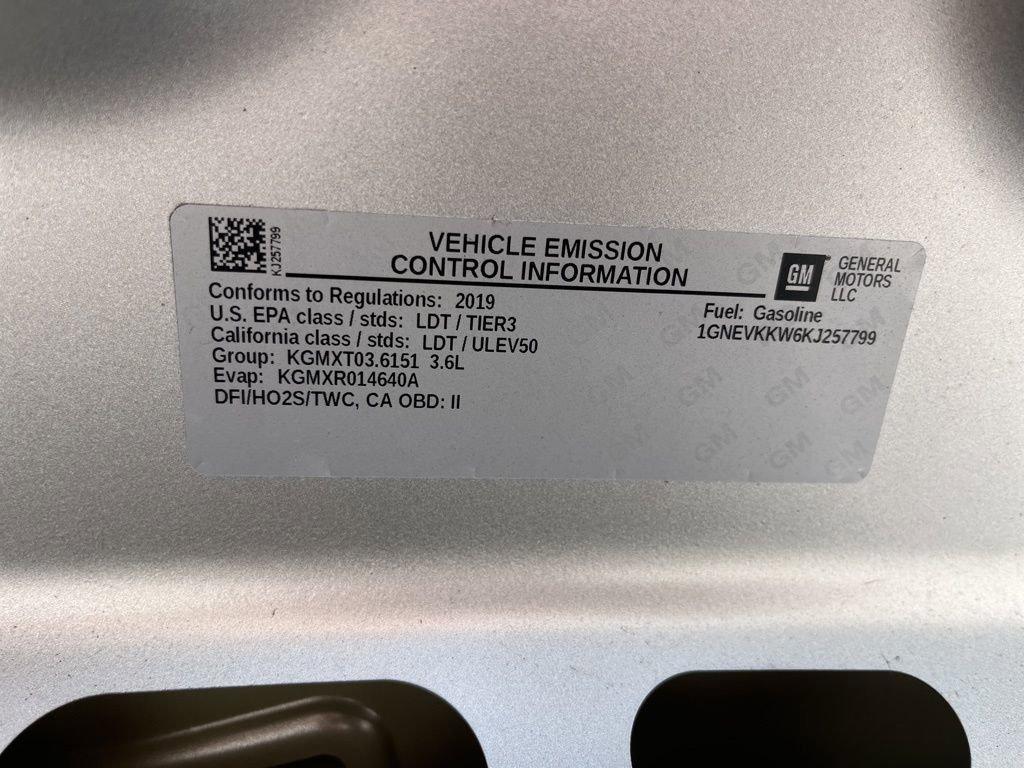 KJ257799
VEHICLE EMISSION
CONTROL INFORMATION
GM
GENERAL
MOTORS
LLC
Conforms to Regulations: 2019
U.S. EPA class / stds: LDT / TIER3
California class / stds: LDT / ULEV50
Group: KGMXT03.6151 3.6L
Evap: KGMXR014640A
DFI/HO2S/TWC, CA OBD: II
Fuel: Gasoline
1GNEVKKW6KJ257799